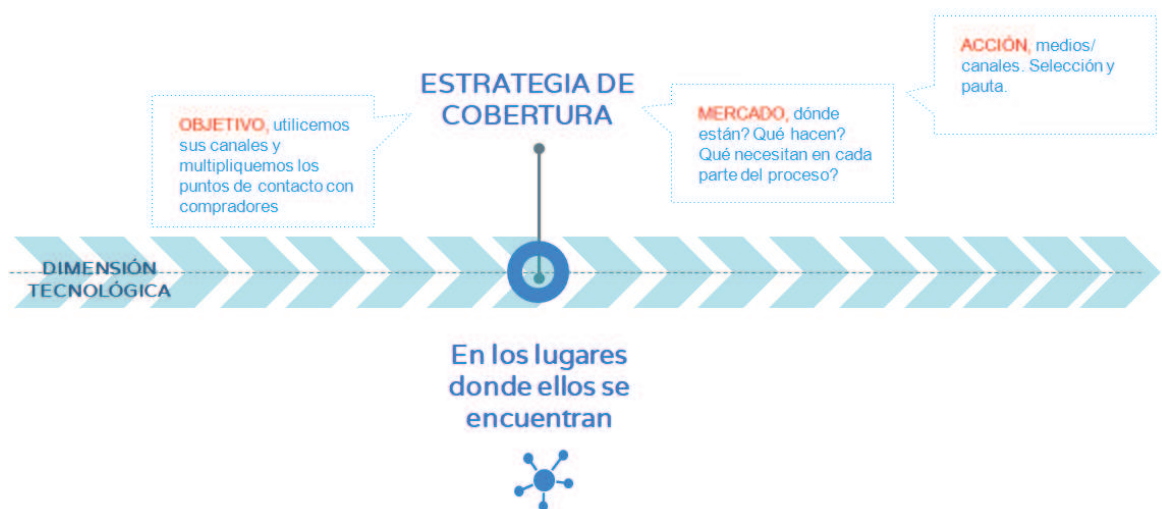 ESTRATEGIA DE
COBERTURA
OBJETIVO, utilicemos
sus canales y
multipliquemos los
puntos de contacto con
compradores
MERCADO, dónde
están? Qué hacen?
Qué necesitan en cada
parte del proceso?
ACCIÓN, medios/
canales. Selección y
pauta.
DIMENSIÓN
TECNOLÓGICA
En los lugares
donde ellos se
encuentran